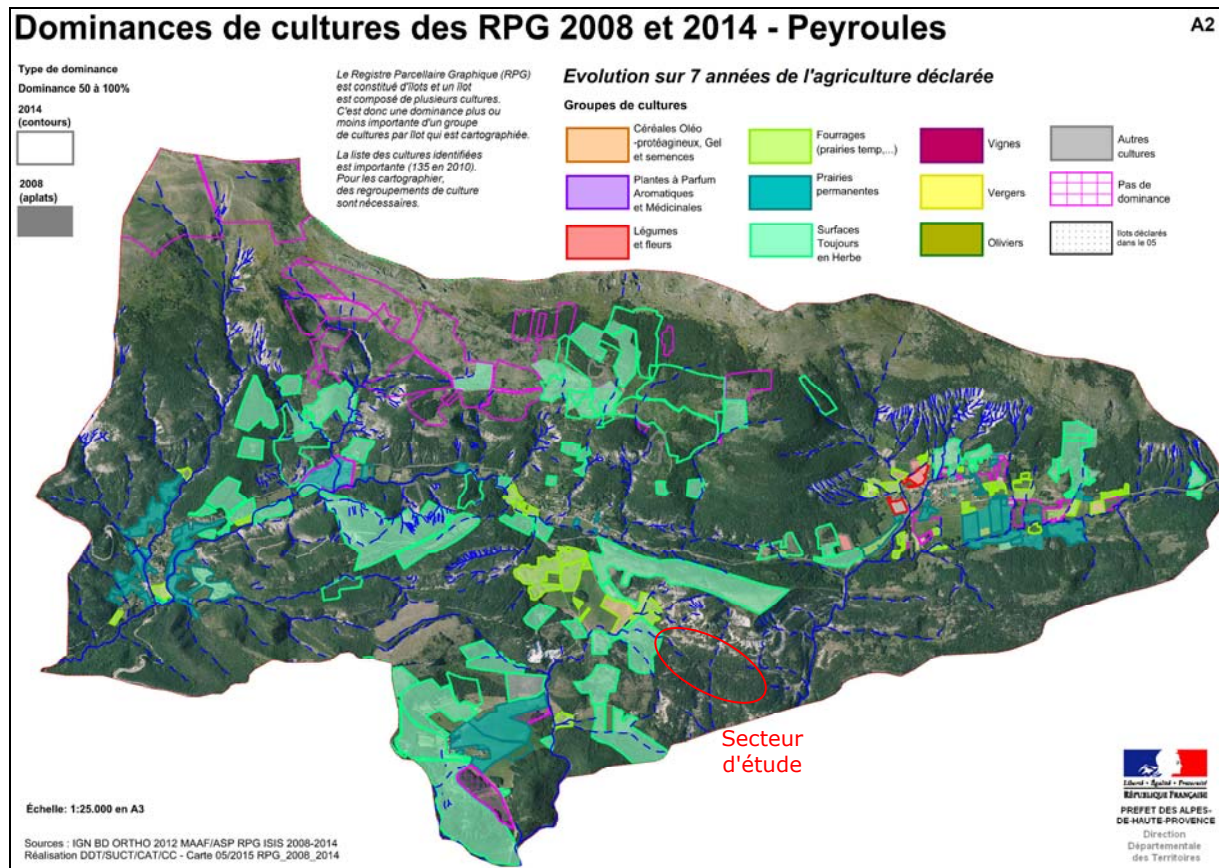 Dominances de cultures des RPG 2008 et 2014 - Peyroules
A2
Type de dominance
Dominance 50 à 100%
2014
(contours)
2008
(aplats)
Le Registre Parcellaire Graphique (RPG)
est constitué d'îlots et un îlot
est composé de plusieurs cultures.
C'est donc une dominance plus ou
moins importante d'un groupe
de cultures par îlot qui est cartographiée.
La liste des cultures identifiées
est importante (135 en 2010).
Pour les cartographier,
des regroupements de culture
sont nécessaires.
Evolution sur 7 années de l'agriculture déclarée
Groupes de cultures
Céréales Oléo
-protéagineux, Gel
et semences
Plantes à Parfum
Aromatiques
et Médicinales
Légumes
et fleurs
Fourrages
(prairies temp,...)
Prairies
permanentes
Surfaces
Toujours
en Herbe
Vignes
Vergers
Oliviers
Autres
cultures
Pas de
dominance
Ilots déclarés
dans le 05
Secteur
d'étude
Échelle: 1:25.000 en A3
Sources : IGN BD ORTHO 2012 MAAF/ASP RPG ISIS 2008-2014
Réalisation DDT/SUCT/CAT/CC - Carte 05/2015 RPG_2008_2014
Liberté • Égalité • Fraternité
RÉPUBLIQUE FRANÇAISE
PREFET DES ALPES-
DE-HAUTE-PROVENCE
Direction
Départementale
des Territoires